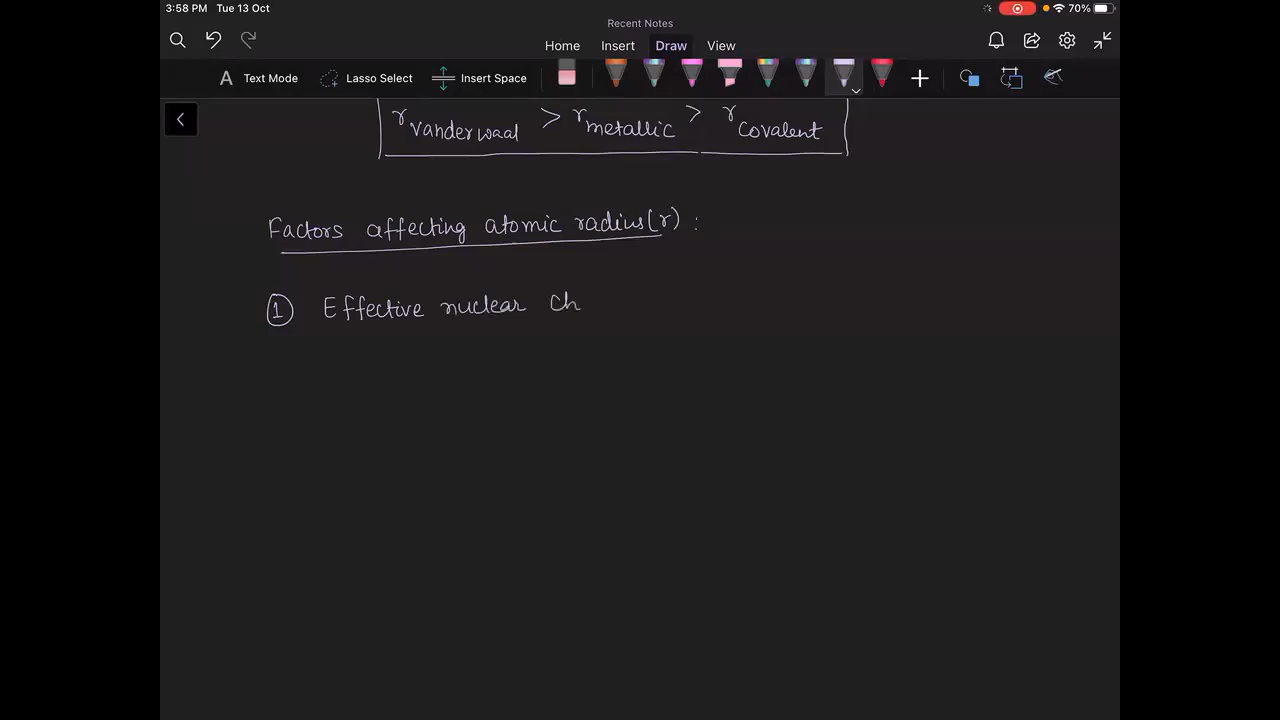 3:58 PM Tue 13 Oct
70%
Recent Notes
Home Insert Draw View
A Text Mode Lasso Select Insert Space
r vanderwaal > r metallic > r covalent
Factors affecting atomic radius(r) :
1 Effective nuclear ch